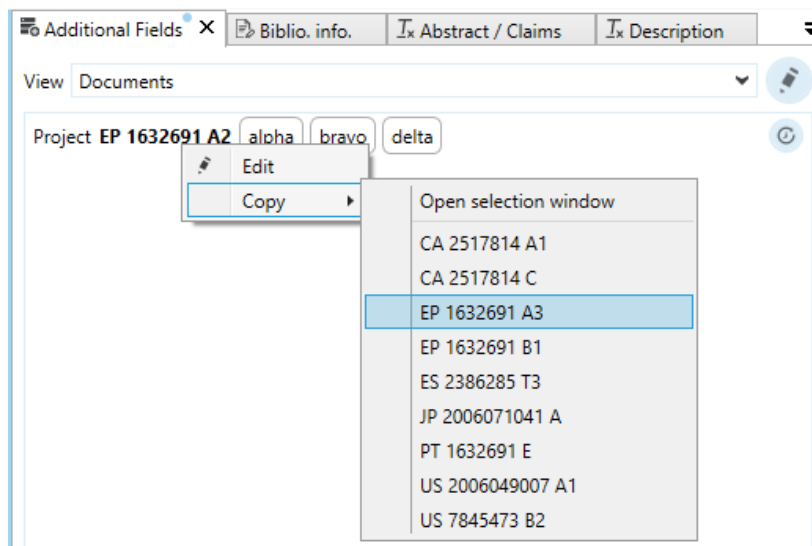 Additional Fields Biblio. info. Tx Abstract / Claims Tx Description
View Documents
Project EP 1632691 A2 alpha bravo delta
Edit
Copy
Open selection window
CA 2517814 A1
CA 2517814 C
EP 1632691 A3
EP 1632691 B1
ES 2386285 T3
JP 2006071041 A
PT 1632691 E
US 2006049007 A1
US 7845473 B2